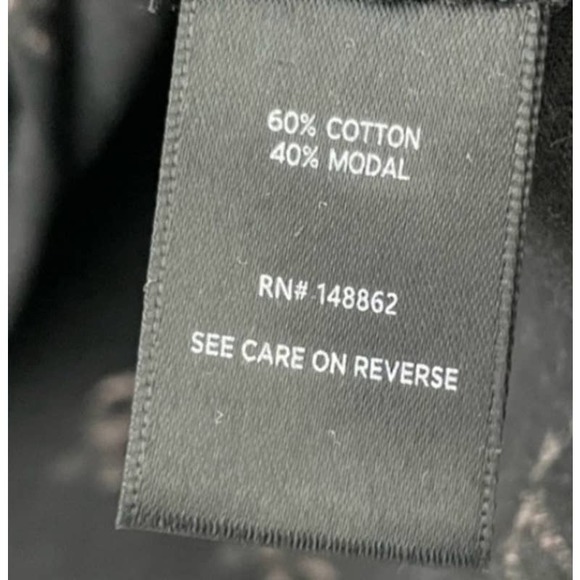 60% COTTON
40% MODAL
RN# 148862
SEE CARE ON REVERSE